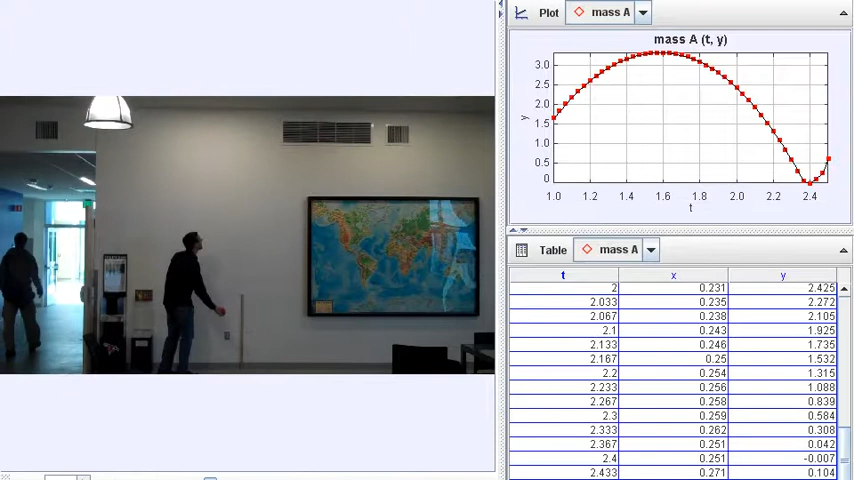 Plot mass A
mass A (t, y)
3.0
2.5
2.0
1.5
1.0
0.5
0
y
1.0 1.2 1.4 1.6 1.8 2.0 2.2 2.4
t
Table mass A
t x y
2 0.231 2.425
2.033 0.235 2.272
2.067 0.238 2.105
2.1 0.243 1.925
2.133 0.246 1.735
2.167 0.25 1.532
2.2 0.254 1.315
2.233 0.256 1.088
2.267 0.258 0.839
2.3 0.259 0.584
2.333 0.262 0.308
2.367 0.251 0.042
2.4 0.251 -0.007
2.433 0.271 0.104